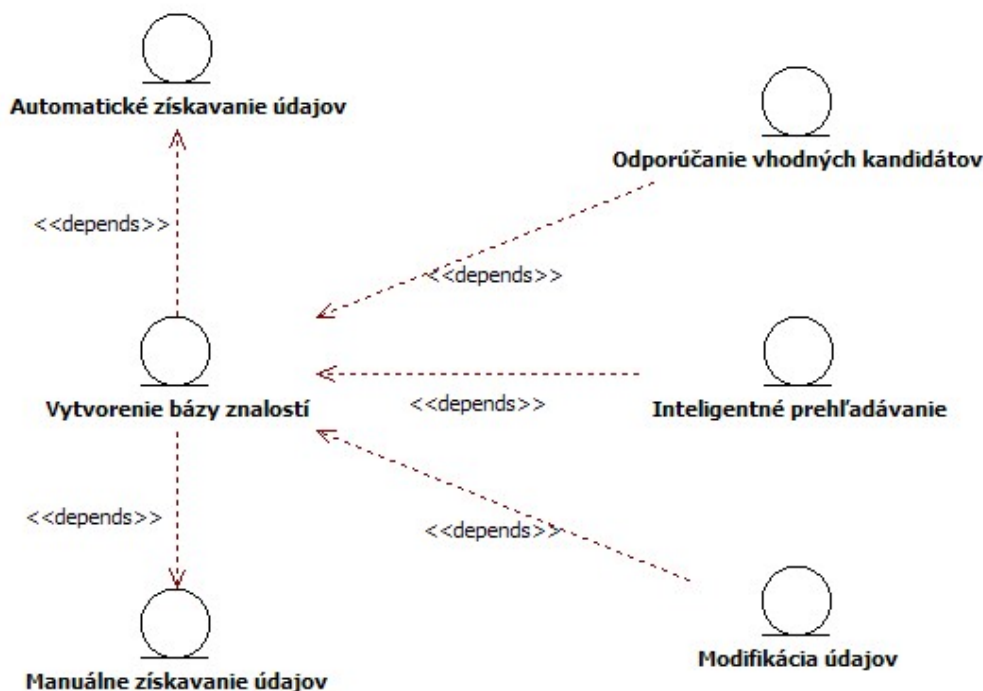 Automatické získavanie údajov
Odporúčanie vhodných kandidátov
<<depends>>
<<depends>>
Vytvorenie bázy znalostí
<<depends>>
Inteligentné prehľadávanie
<<depends>>
<<depends>>
Modifikácia údajov
Manuálne získavanie údajov